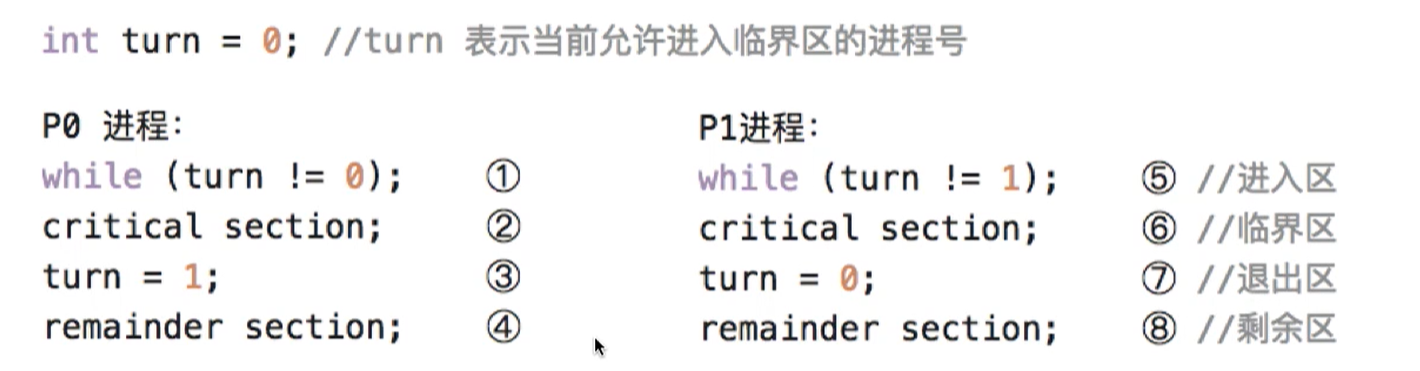 int turn = 0; //turn 表示当前允许进入临界区的进程号
P0 进程:
while (turn != 0); ①
critical section; ②
turn = 1; ③
remainder section; ④
P1进程:
while (turn != 1); ⑤ //进入区
critical section; ⑥ //临界区
turn = 0; ⑦ //退出区
remainder section; ⑧ //剩余区